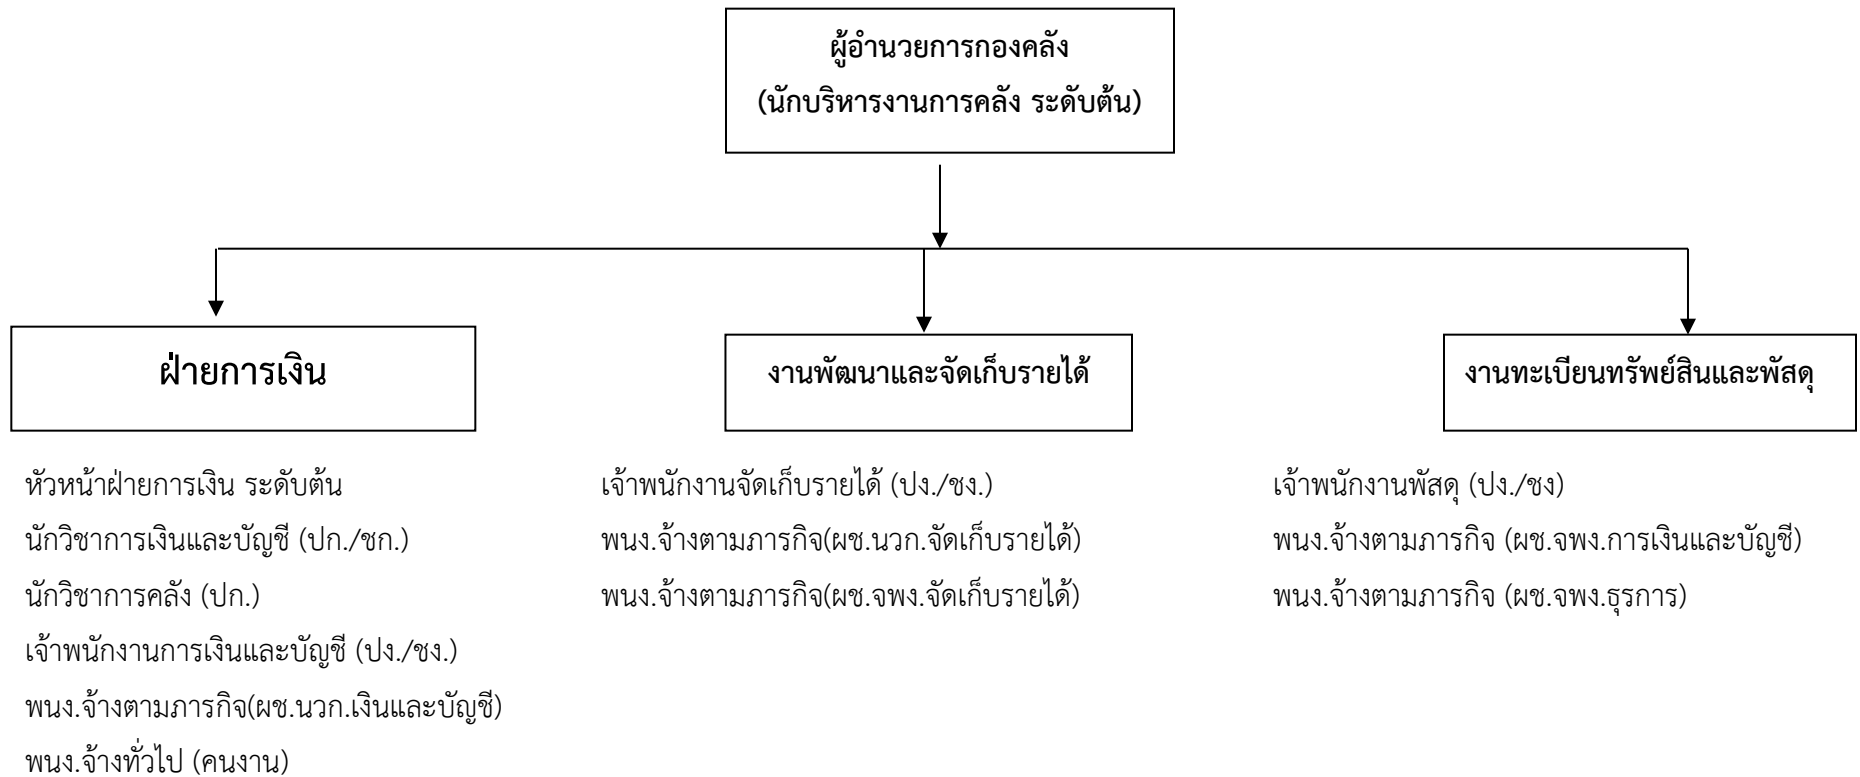 ผู้อำนวยการกองคลัง
(นักบริหารงานการคลัง ระดับต้น)
ฝ่ายการเงิน
หัวหน้าฝ่ายการเงิน ระดับต้น
นักวิชาการเงินและบัญชี (ปก./ชก.)
นักวิชาการคลัง (ปก.)
เจ้าพนักงานการเงินและบัญชี (ปง./ชง.)
พนง.จ้างตามภารกิจ(ผช.นวก.เงินและบัญชี)
พนง.จ้างทั่วไป (คนงาน)
งานพัฒนาและจัดเก็บรายได้
เจ้าพนักงานจัดเก็บรายได้ (ปง./ชง.)
พนง.จ้างตามภารกิจ(ผช.นวก.จัดเก็บรายได้)
พนง.จ้างตามภารกิจ(ผช.จพง.จัดเก็บรายได้)
งานทะเบียนทรัพย์สินและพัสดุ
เจ้าพนักงานพัสดุ (ปง./ชง)
พนง.จ้างตามภารกิจ (ผช.จพง.การเงินและบัญชี)
พนง.จ้างตามภารกิจ (ผช.จพง.ธุรการ)